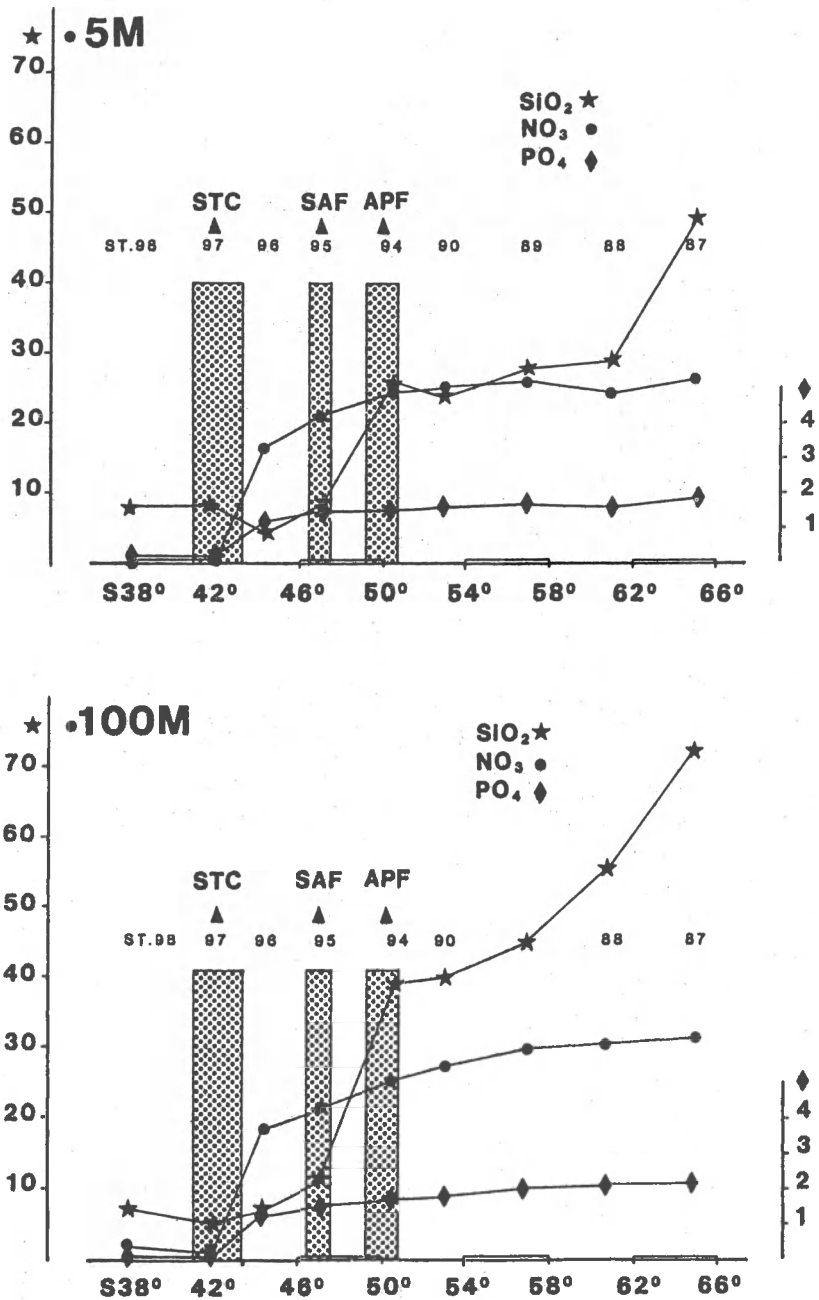 ★ • 5M
70
60
SiO₂ ★
NO₃ •
PO₄ ♦
50
STC SAF APF
ST.98 97 96 95 94 90 89 88 87
40
30
♦
20
4
3
10
2
1
S38° 42° 46° 50° 54° 58° 62° 66°
★ • 100M
SIO₂ ★
NO₃ •
PO₄ ♦
70
60
50
STC SAF APF
ST.98 97 96 95 94 90 88 87
40
30
♦
20
4
3
10
2
1
S38° 42° 46° 50° 54° 58° 62° 66°